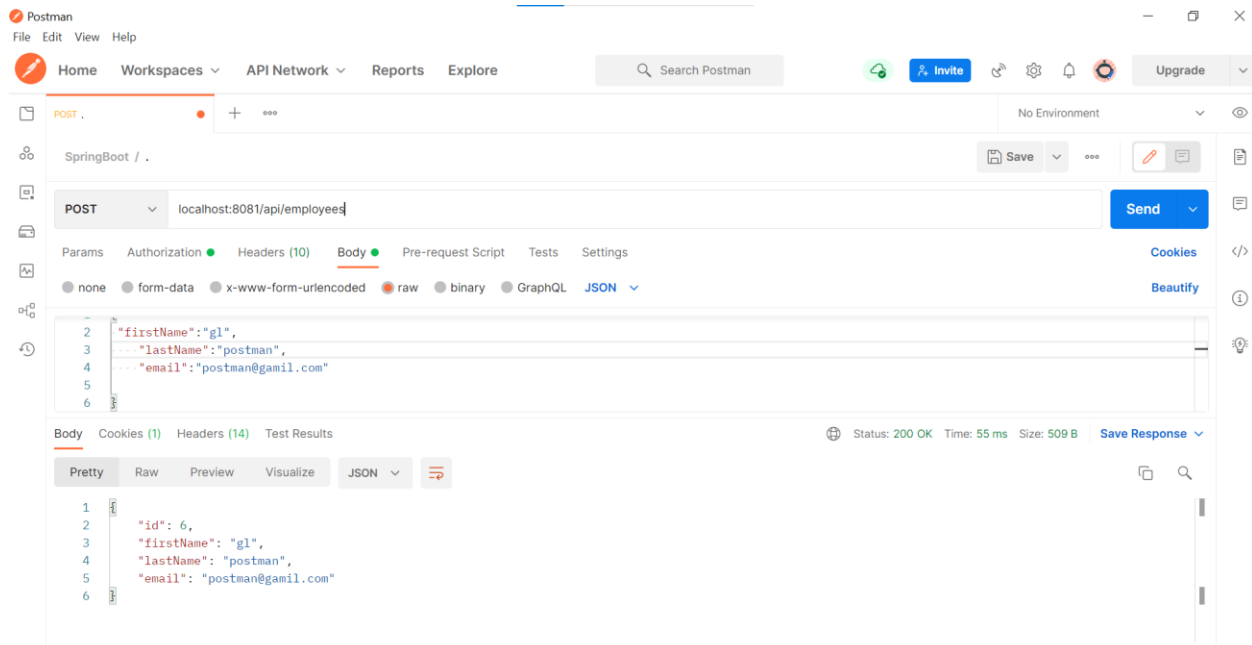 Postman
File Edit View Help
Home Workspaces API Network Reports Explore Search Postman Invite Upgrade
POST . No Environment
SpringBoot / . Save
POST localhost:8081/api/employees Send
Params Authorization Headers (10) Body Pre-request Script Tests Settings Cookies
none form-data x-www-form-urlencoded raw binary GraphQL JSON Beautify
2 "firstName":"gl",
3 "lastName":"postman",
4 "email":"postman@gamil.com"
5
6 }
Body Cookies (1) Headers (14) Test Results Status: 200 OK Time: 55 ms Size: 509 B Save Response
Pretty Raw Preview Visualize JSON
1 {
2 "id": 6,
3 "firstName": "gl",
4 "lastName": "postman",
5 "email": "postman@gamil.com"
6 }